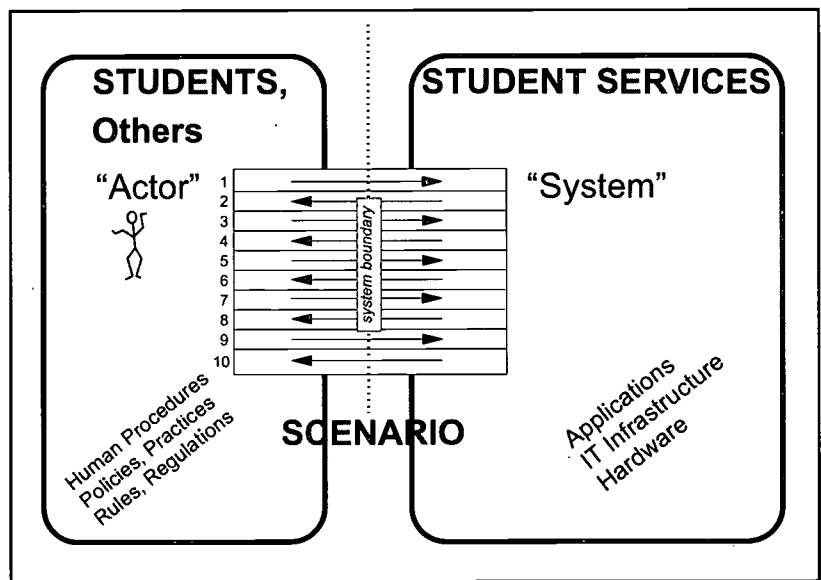 STUDENTS,
Others
"Actor"
STUDENT SERVICES
"System"
1
2
3
4
5
6
7
8
9
10
system boundary
SCENARIO
Human Procedures
Policies, Practices
Rules, Regulations
Applications
IT Infrastructure
Hardware